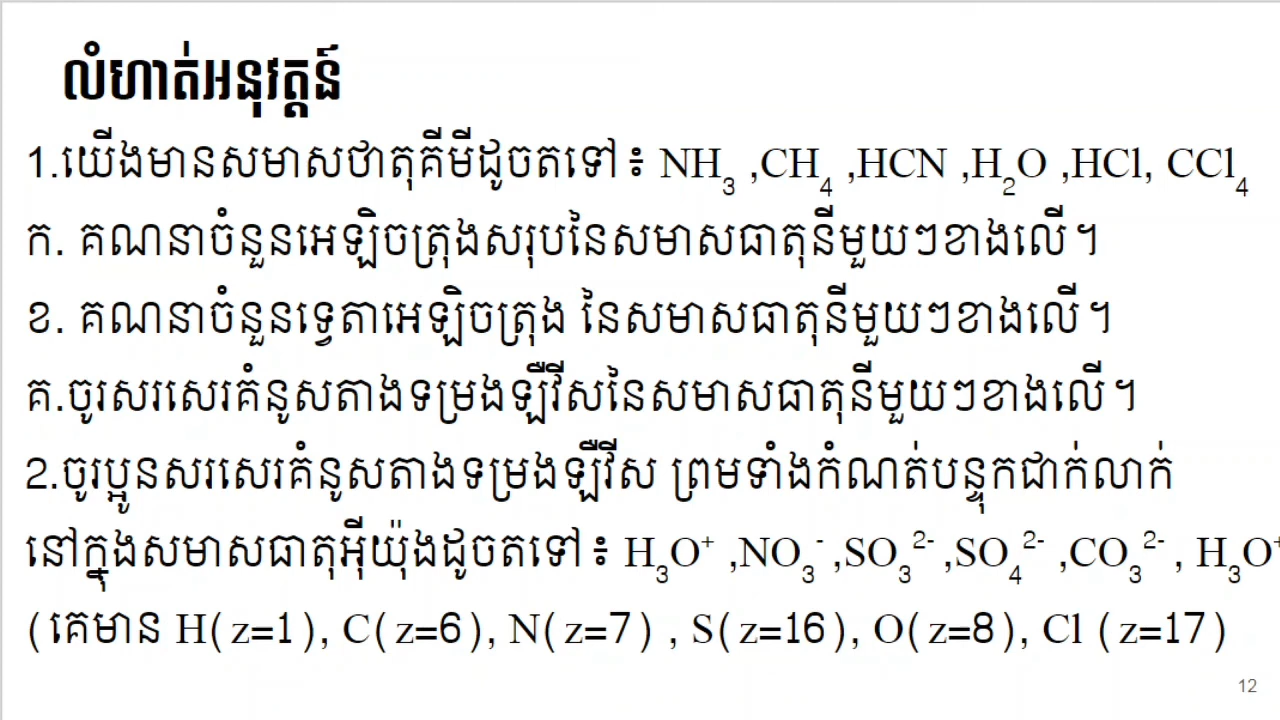 លំហាត់អនុវត្តន៍
1.យើងមានសមាសថាតុគីមីដូចតទៅ៖ NH₃ ,CH₄ ,HCN ,H₂O ,HCl, CCl₄
ក. គណនាចំនួនអេឡិចត្រុងសរុបនៃសមាសធាតុនីមួយៗខាងលើ។
ខ. គណនាចំនួនទ្វេតាអេឡិចត្រុង នៃសមាសធាតុនីមួយៗខាងលើ។
គ.ចូរសរសេរគំនូសតាងទម្រងឡឺវីសនៃសមាសធាតុនីមួយៗខាងលើ។
2.ចូរប្អូនសរសេរគំនូសតាងទម្រងឡឺវីស ព្រមទាំងកំណត់បន្ទុកជាក់លាក់
នៅក្នុងសមាសធាតុអ៊ីយ៉ុងដូចតទៅ៖ H₃O⁺ ,NO₃⁻ ,SO₃²⁻ ,SO₄²⁻ ,CO₃²⁻ , H₃O⁺
(គេមាន H(z=1), C(z=6), N(z=7) , S(z=16), O(z=8), Cl (z=17)
12